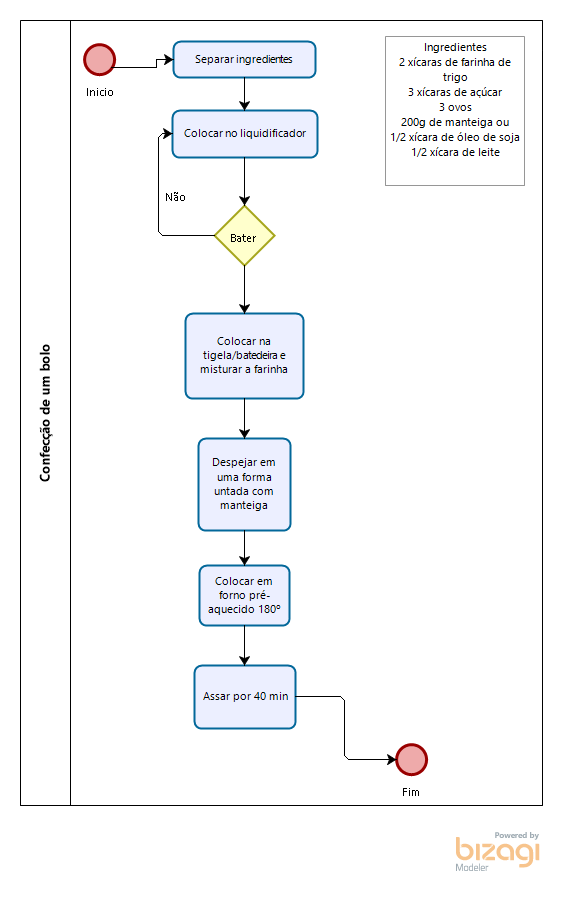 Confecção de um bolo
Inicio
Separar ingredientes
Ingredientes
2 xícaras de farinha de
trigo
3 xícaras de açúcar
3 ovos
200g de manteiga ou
1/2 xícara de óleo de soja
1/2 xícara de leite
Colocar no liquidificador
Não
Bater
Colocar na
tigela/batedeira e
misturar a farinha
Despejar em
uma forma
untada com
manteiga
Colocar em
forno pré-
aquecido 180º
Assar por 40 min
Fim
Powered by
bizagi
Modeler